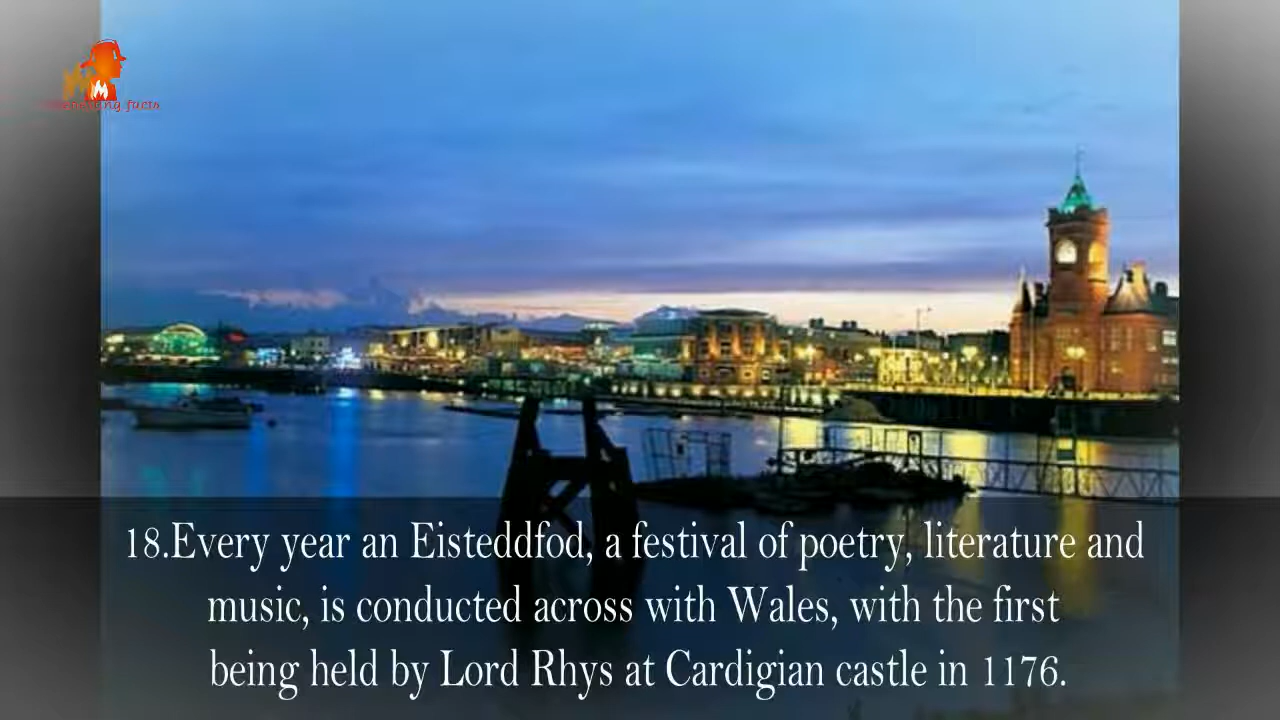 facts
18.Every year an Eisteddfod, a festival of poetry, literature and
music, is conducted across with Wales, with the first
being held by Lord Rhys at Cardigian castle in 1176.